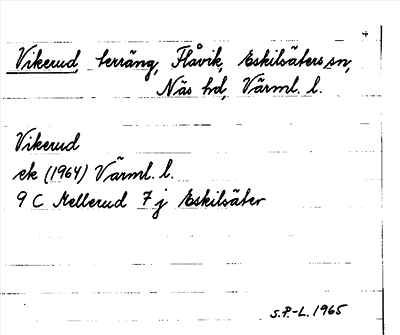 Vikerud, terräng, Flåvik, Eskilsäters sn,
Näs hd, Värml. l.
Vikerud
ek (1964) Värml. l.
9 C Mellerud 7 j Eskilsäter
S.P.-L. 1965